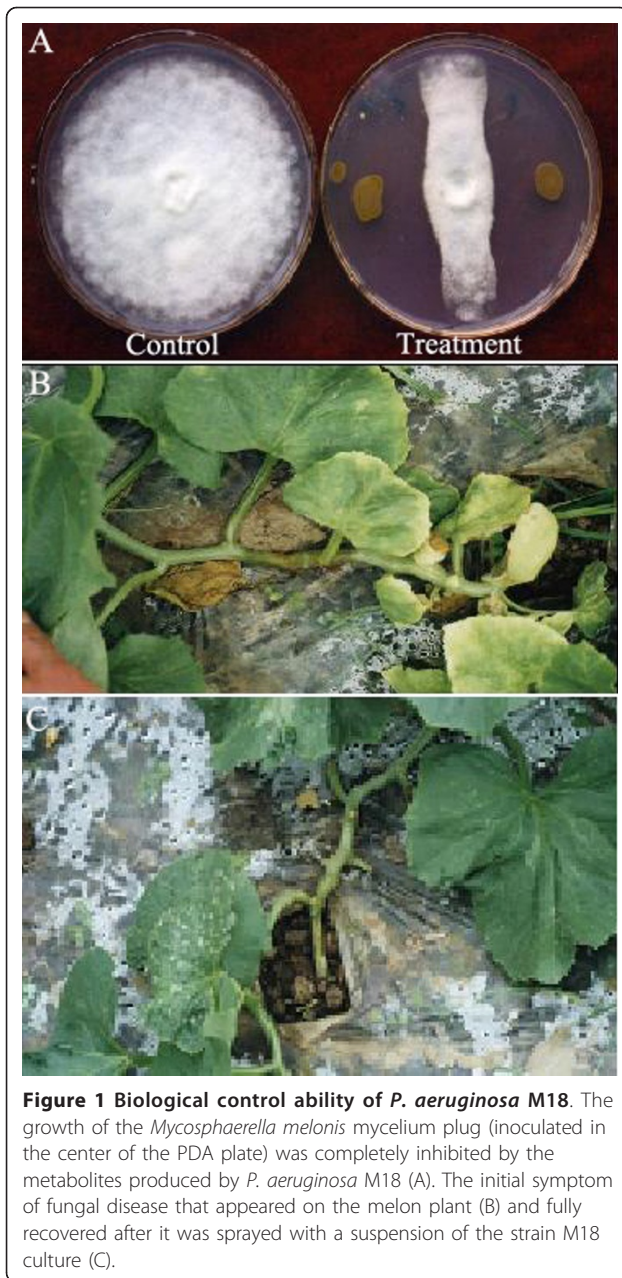 A
Control
Treatment
B
C
Figure 1 Biological control ability of P. aeruginosa M18. The
growth of the Mycosphaerella melonis mycelium plug (inoculated in
the center of the PDA plate) was completely inhibited by the
metabolites produced by P. aeruginosa M18 (A). The initial symptom
of fungal disease that appeared on the melon plant (B) and fully
recovered after it was sprayed with a suspension of the strain M18
culture (C).